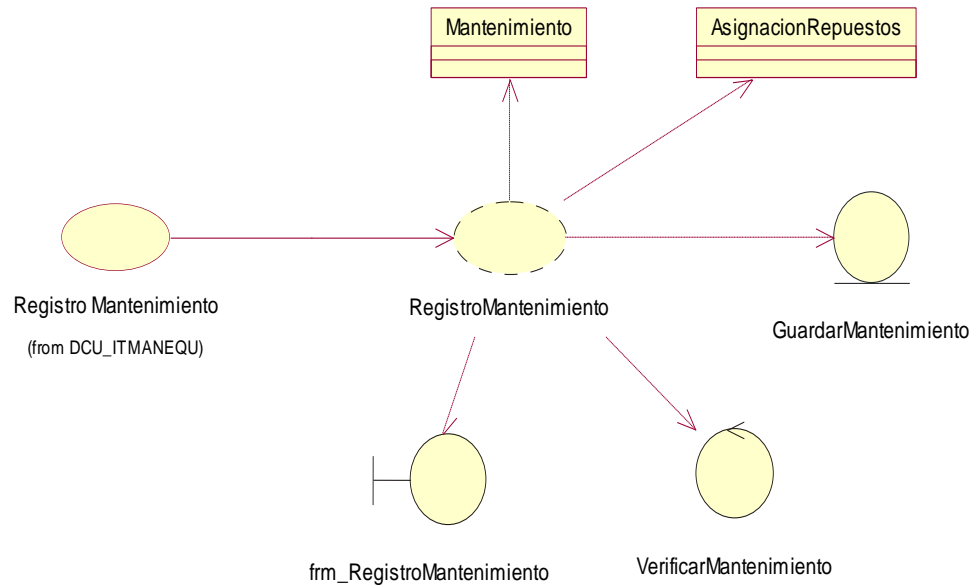 Mantenimiento
AsignacionRepuestos
Registro Mantenimiento
(from DCU_ITMANEQU)
RegistroMantenimiento
GuardarMantenimiento
frm_RegistroMantenimiento
VerificarMantenimiento